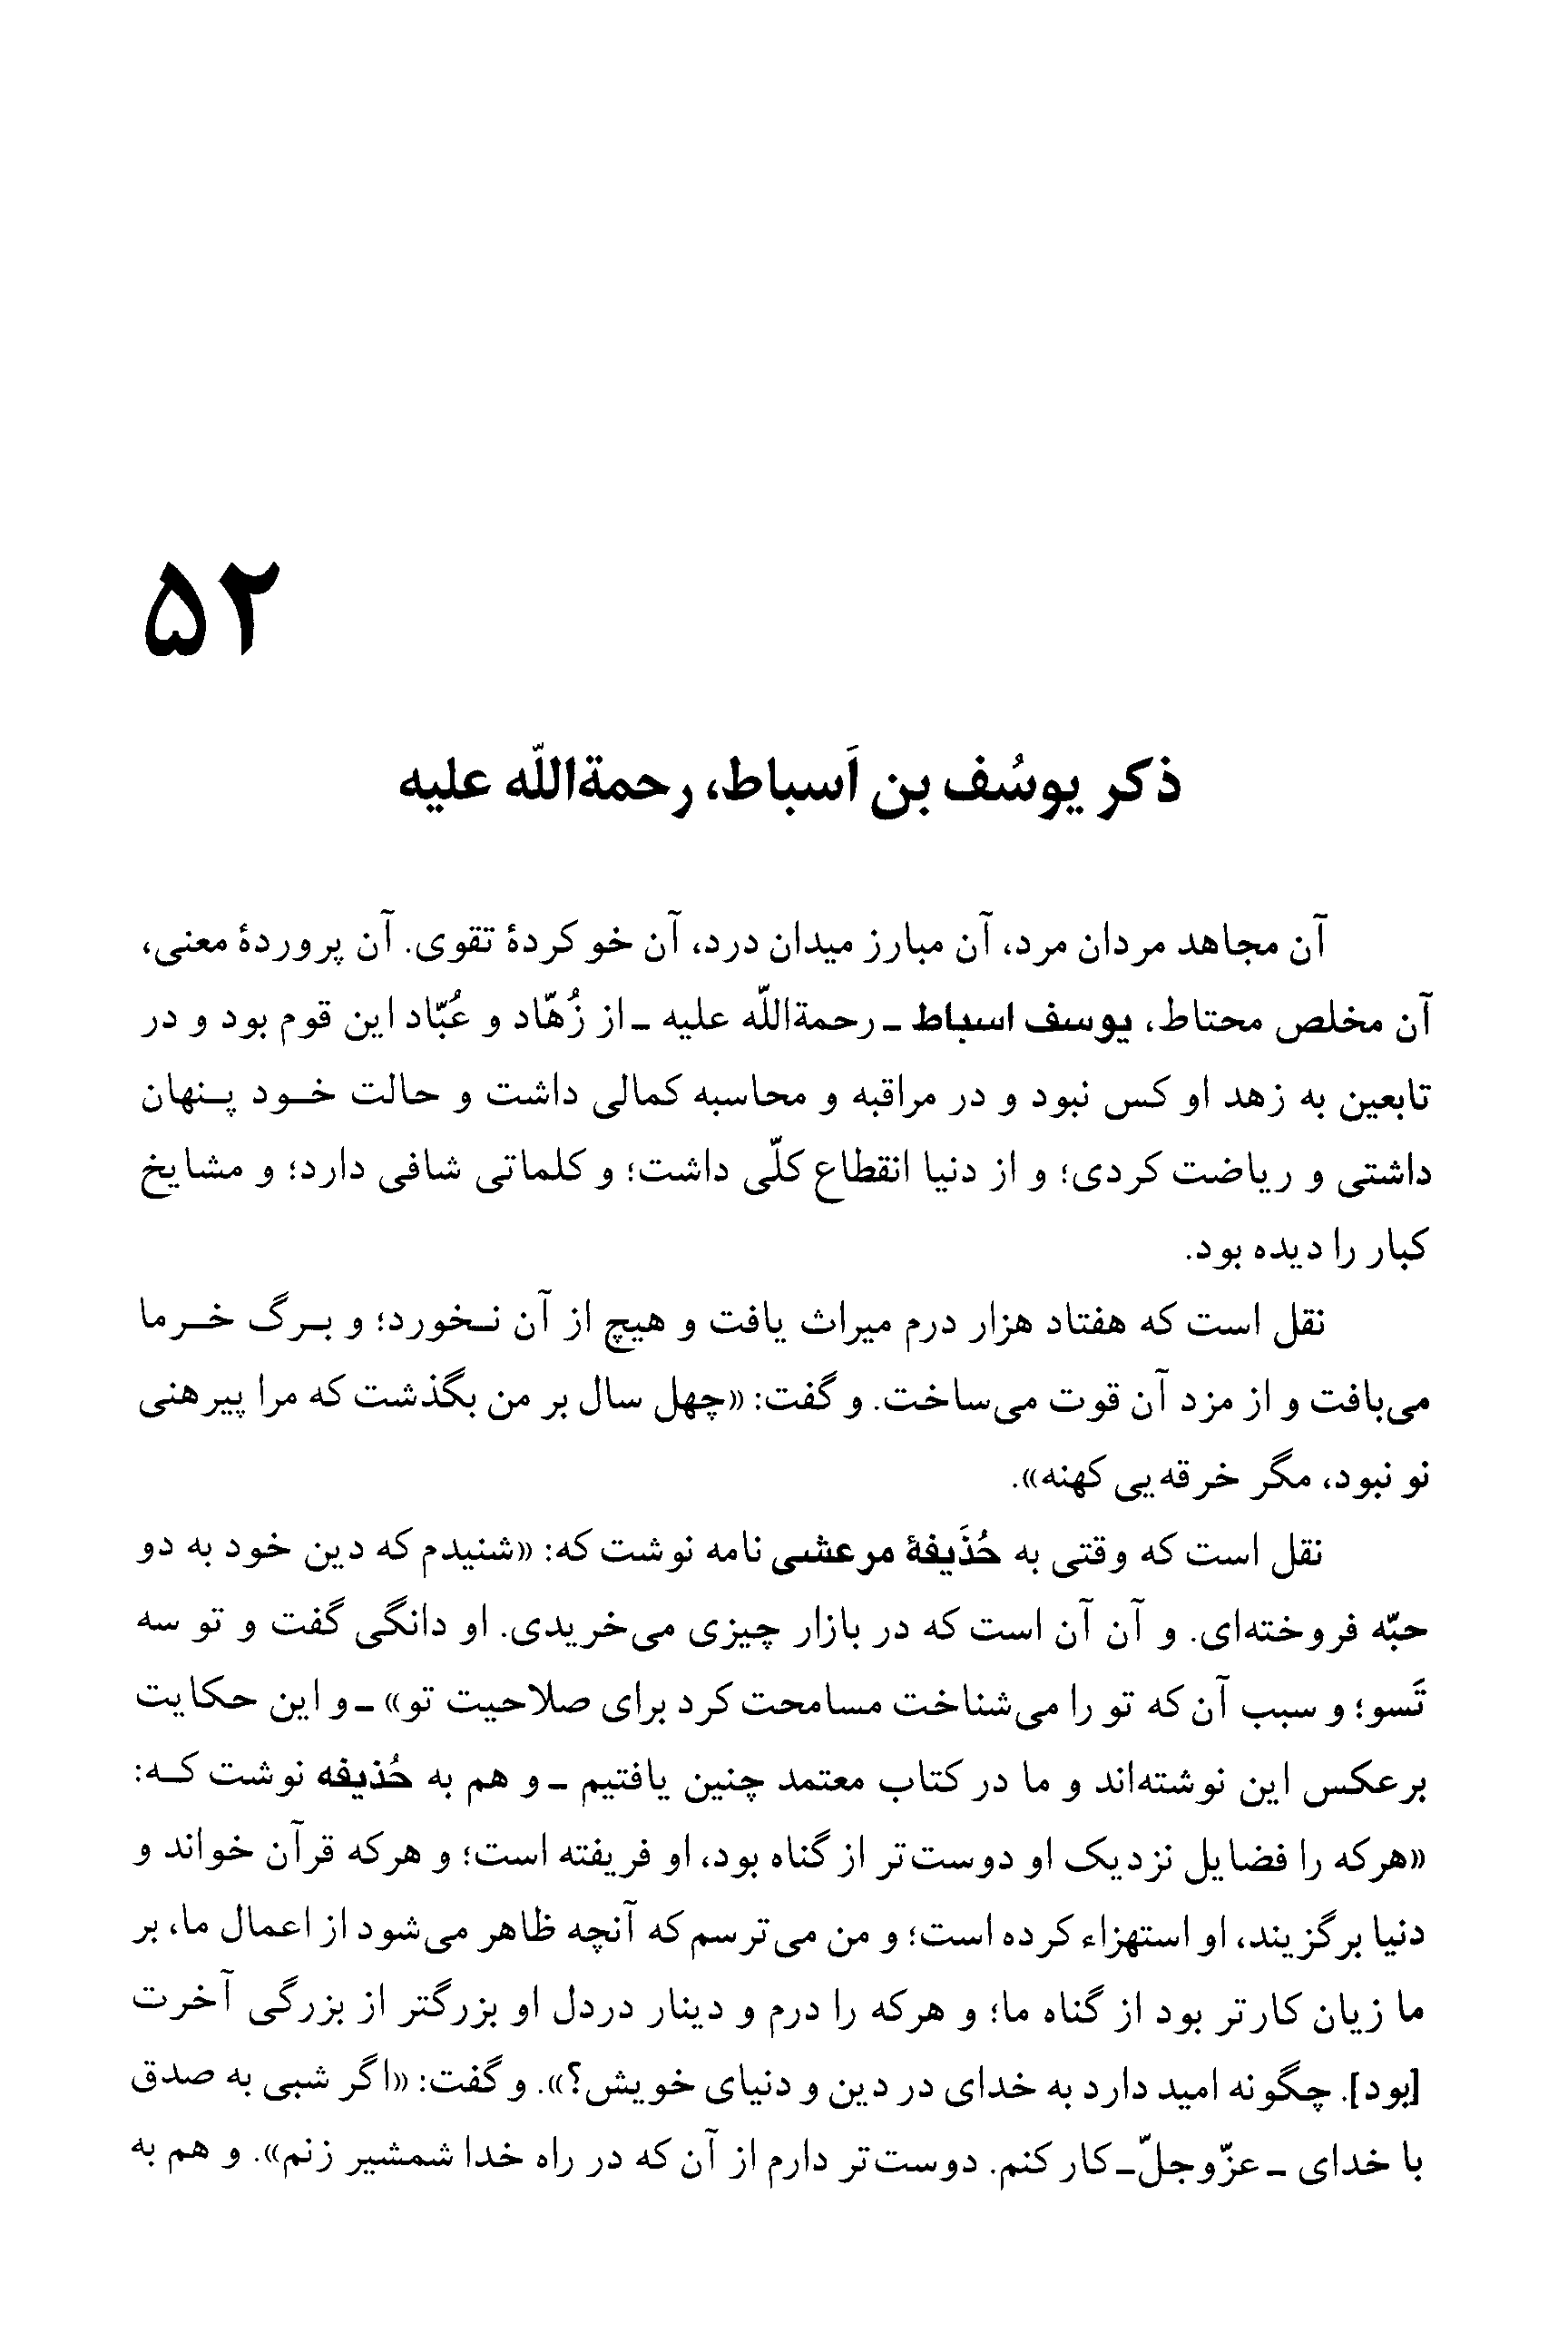 ۵۲
ذکر یوسُف بن اَسباط، رحمةاللّه علیه
آن مجاهد مردان مرد، آن مبارز میدان درد، آن خو کردهٔ تقوی. آن پروردهٔ معنی،
آن مخلص محتاط، یوسف اسباط ـ رحمةاللّه علیه ـ از زُهّاد و عُبّاد این قوم بود و در
تابعین به زهد او کس نبود و در مراقبه و محاسبه کمالی داشت و حالت خـود پـنهان
داشتی و ریاضت کردی؛ و از دنیا انقطاع کلّی داشت؛ و کلماتی شافی دارد؛ و مشایخ
کبار را دیده بود.
نقل است که هفتاد هزار درم میراث یافت و هیچ از آن نـخورد؛ و بـرگ خـرما
می‌بافت و از مزد آن قوت می‌ساخت. و گفت: «چهل سال بر من بگذشت که مرا پیرهنی
نو نبود، مگر خرقه‌یی کهنه».
نقل است که وقتی به حُذَیفهٔ مرعشی نامه نوشت که: «شنیدم که دین خود به دو
حبّه فروخته‌ای. و آن آن است که در بازار چیزی می‌خریدی. او دانگی گفت و تو سه
تَسو؛ و سبب آن که تو را می‌شناخت مسامحت کرد برای صلاحیت تو» ـ و این حکایت
برعکس این نوشته‌اند و ما در کتاب معتمد چنین یافتیم ـ و هم به حُذیفه نوشت کـه:
«هرکه را فضایل نزدیک او دوست‌تر از گناه بود، او فریفته است؛ و هرکه قرآن خواند و
دنیا برگزیند، او استهزاء کرده است؛ و من می‌ترسم که آنچه ظاهر می‌شود از اعمال ما، بر
ما زیان کارتر بود از گناه ما؛ و هرکه را درم و دینار دردل او بزرگتر از بزرگی آخرت
[بود]. چگونه امید دارد به خدای در دین و دنیای خویش؟». و گفت: «اگر شبی به صدق
با خدای ـ عزّوجلّ ـ کار کنم. دوست‌تر دارم از آن که در راه خدا شمشیر زنم». و هم به